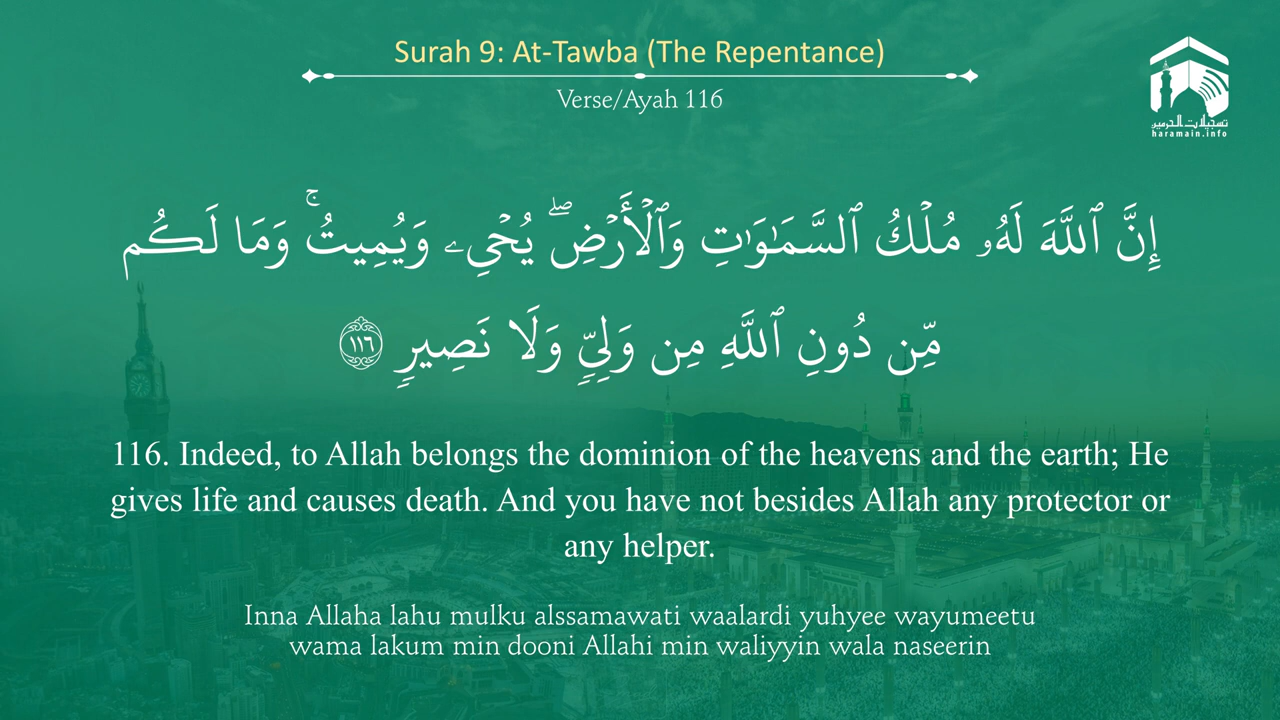 Surah 9: At-Tawba (The Repentance)
Verse/Ayah 116
تسجيلات الحرمين
haramain.info
إِنَّ ٱللَّهَ لَهُۥ مُلۡكُ ٱلسَّمَٰوَٰتِ وَٱلۡأَرۡضِۖ يُحۡيِۦ وَيُمِيتُۚ وَمَا لَكُم
مِّن دُونِ ٱللَّهِ مِن وَلِيّٖ وَلَا نَصِيرٖ ١١٦
116. Indeed, to Allah belongs the dominion of the heavens and the earth; He
gives life and causes death. And you have not besides Allah any protector or
any helper.
Inna Allaha lahu mulku alssamawati waalardi yuhyee wayumeetu
wama lakum min dooni Allahi min waliyyin wala naseerin